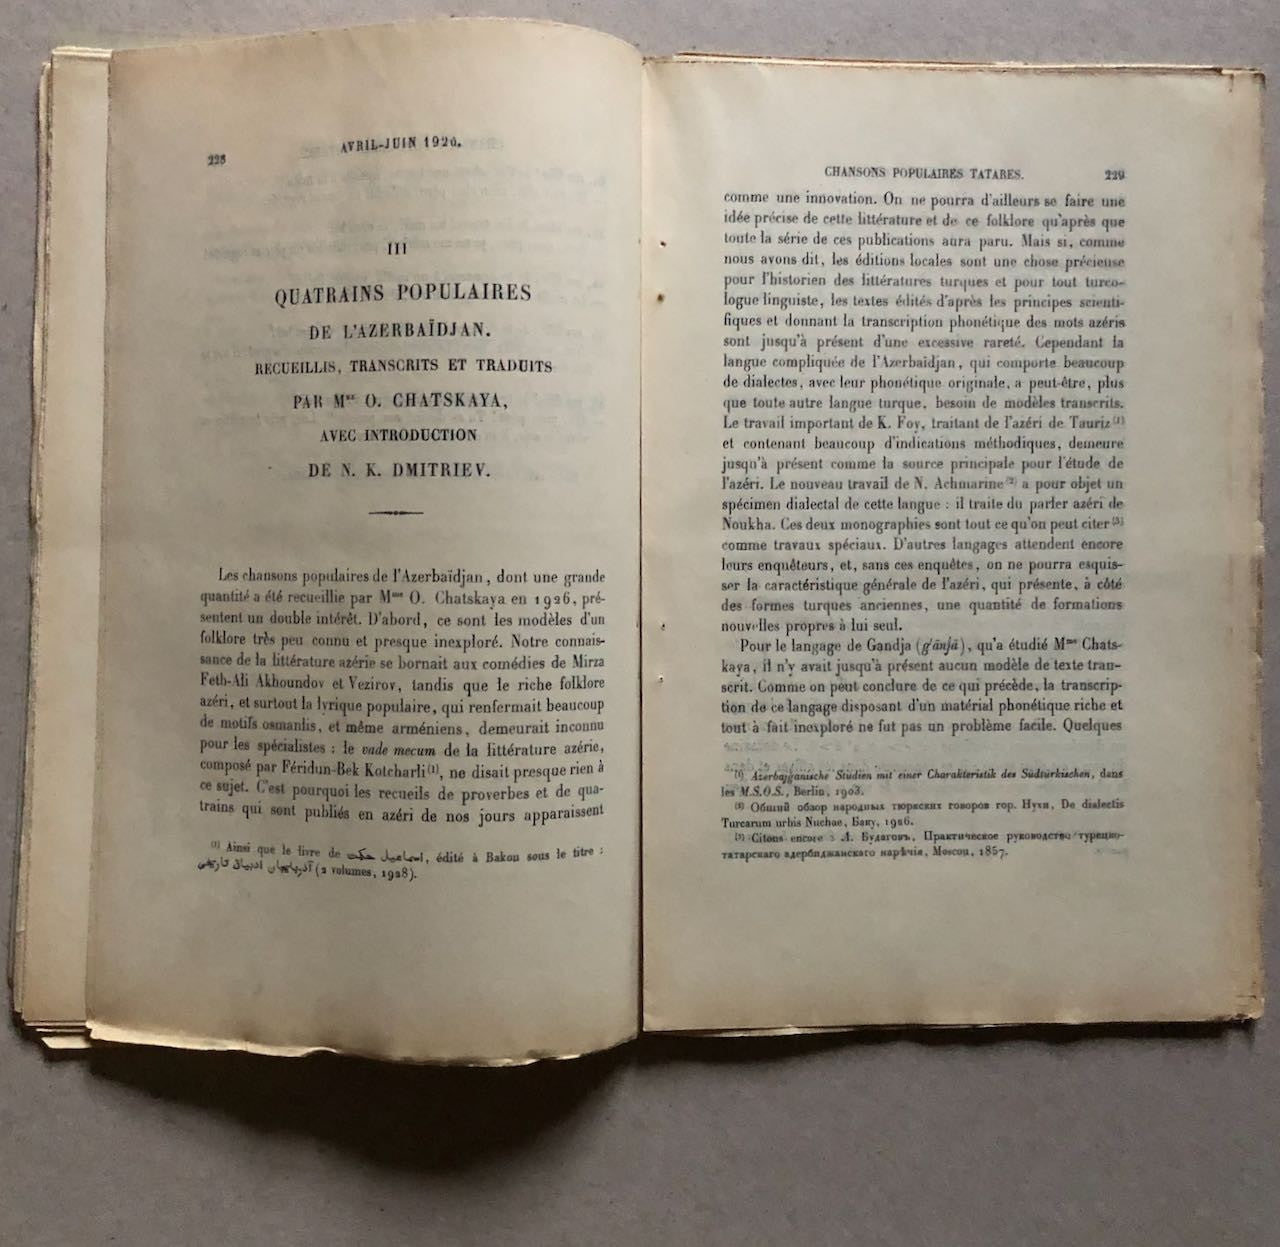 228
AVRIL-JUIN 1926.
III
QUATRAINS POPULAIRES
DE L'AZERBAÏDJAN.
RECUEILLIS, TRANSCRITS ET TRADUITS
PAR Mme O. CHATSKAYA,
AVEC INTRODUCTION
DE N. K. DMITRIEV.
Les chansons populaires de l'Azerbaïdjan, dont une grande
quantité a été recueillie par Mme O. Chatskaya en 1926, pré-
sentent un double intérêt. D'abord, ce sont les modèles d'un
folklore très peu connu et presque inexploré. Notre connais-
sance de la littérature azérie se bornait aux comédies de Mirza
Feth-Ali Akhoundov et Vezirov, tandis que le riche folklore
azéri, et surtout la lyrique populaire, qui renfermait beaucoup
de motifs osmanlis, et même arméniens, demeurait inconnu
pour les spécialistes : le vade mecum de la littérature azérie,
composé par Féridun-Bek Kotcharli(1), ne disait presque rien à
ce sujet. C'est pourquoi les recueils de proverbes et de qua-
trains qui sont publiés en azéri de nos jours apparaissent
(1) Ainsi que le livre de اسماعيل حكمت, édité à Bakou sous le titre :
آذربايجان ادبياتى تاريخى (2 volumes, 1928).
CHANSONS POPULAIRES TATARES.
229
comme une innovation. On ne pourra d'ailleurs se faire une
idée précise de cette littérature et de ce folklore qu'après que
toute la série de ces publications aura paru. Mais si, comme
nous avons dit, les éditions locales sont une chose précieuse
pour l'historien des littératures turques et pour tout turco-
logue linguiste, les textes édités d'après les principes scienti-
fiques et donnant la transcription phonétique des mots azéris
sont jusqu'à présent d'une excessive rareté. Cependant la
langue compliquée de l'Azerbaïdjan, qui comporte beaucoup
de dialectes, avec leur phonétique originale, a peut-être, plus
que toute autre langue turque, besoin de modèles transcrits.
Le travail important de K. Foy, traitant de l'azéri de Tauriz(1)
et contenant beaucoup d'indications méthodiques, demeure
jusqu'à présent comme la source principale pour l'étude de
l'azéri. Le nouveau travail de N. Achmarine(2) a pour objet un
spécimen dialectal de cette langue : il traite du parler azéri de
Noukha. Ces deux monographies sont tout ce qu'on peut citer(3)
comme travaux spéciaux. D'autres langages attendent encore
leurs enquêteurs, et, sans ces enquêtes, on ne pourra esquis-
ser la caractéristique générale de l'azéri, qui présente, à côté
des formes turques anciennes, une quantité de formations
nouvelles propres à lui seul.
Pour le langage de Gandja (g'ānjā), qu'a étudié Mme Chats-
kaya, il n'y avait jusqu'à présent aucun modèle de texte tran-
scrit. Comme on peut conclure de ce qui précède, la transcrip-
tion de ce langage disposant d'un matérial phonétique riche et
tout à fait inexploré ne fut pas un problème facile. Quelques
(1) Azerbajğanische Studien mit einer Charakteristik des Südtürkischen, dans
les M.S.O.S., Berlin, 1903.
(2) Общий обзор народных тюркских говоров гор. Нухи, De dialectis
Turcarum urbis Nuchae, Баку, 1926.
(3) Citons encore : Л. Будаговъ, Практическое руководство турецко-
татарскаго адербиджанскаго нарѣчія, Moscou, 1857.